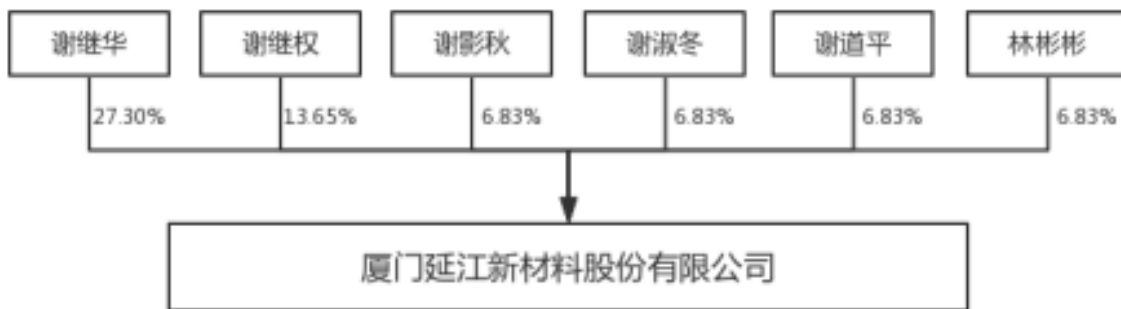 谢继华 谢继权 谢影秋 谢淑冬 谢道平 林彬彬
27.30% 13.65% 6.83% 6.83% 6.83% 6.83%
厦门延江新材料股份有限公司